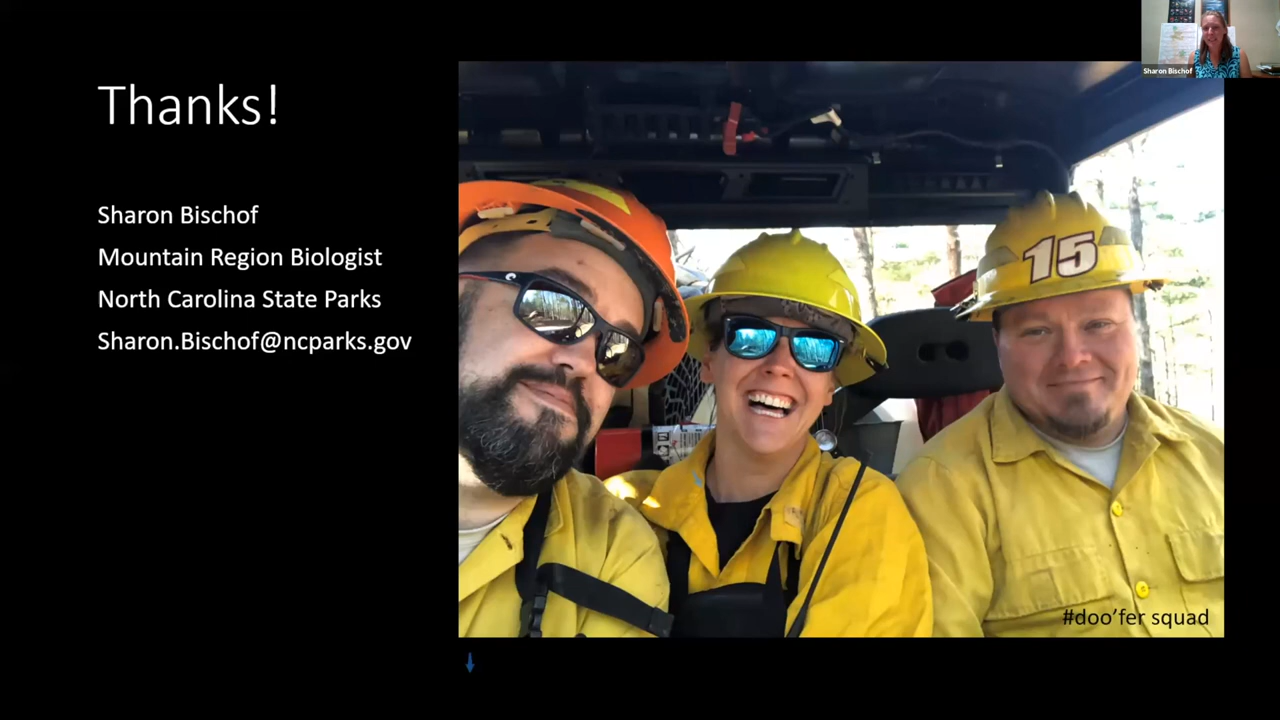 Thanks!
Sharon Bischof
Mountain Region Biologist
North Carolina State Parks
Sharon.Bischof@ncparks.gov
15
#doo'fer squad
Sharon Bischof